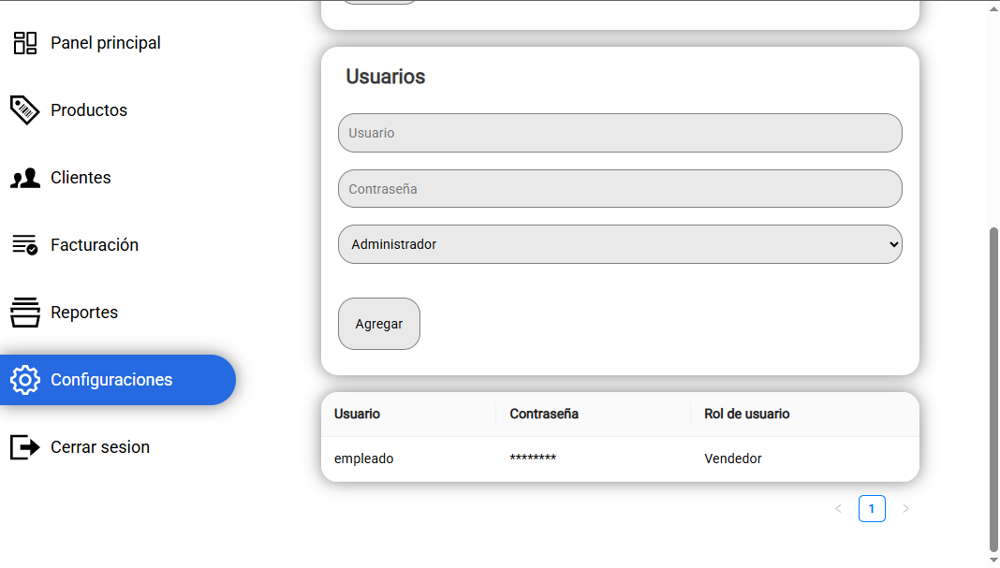 Panel principal
Productos
Clientes
Facturación
Reportes
Configuraciones
Cerrar sesion
Usuarios
Usuario
Contraseña
Administrador
Agregar
Usuario Contraseña Rol de usuario
empleado ******** Vendedor
< 1 >